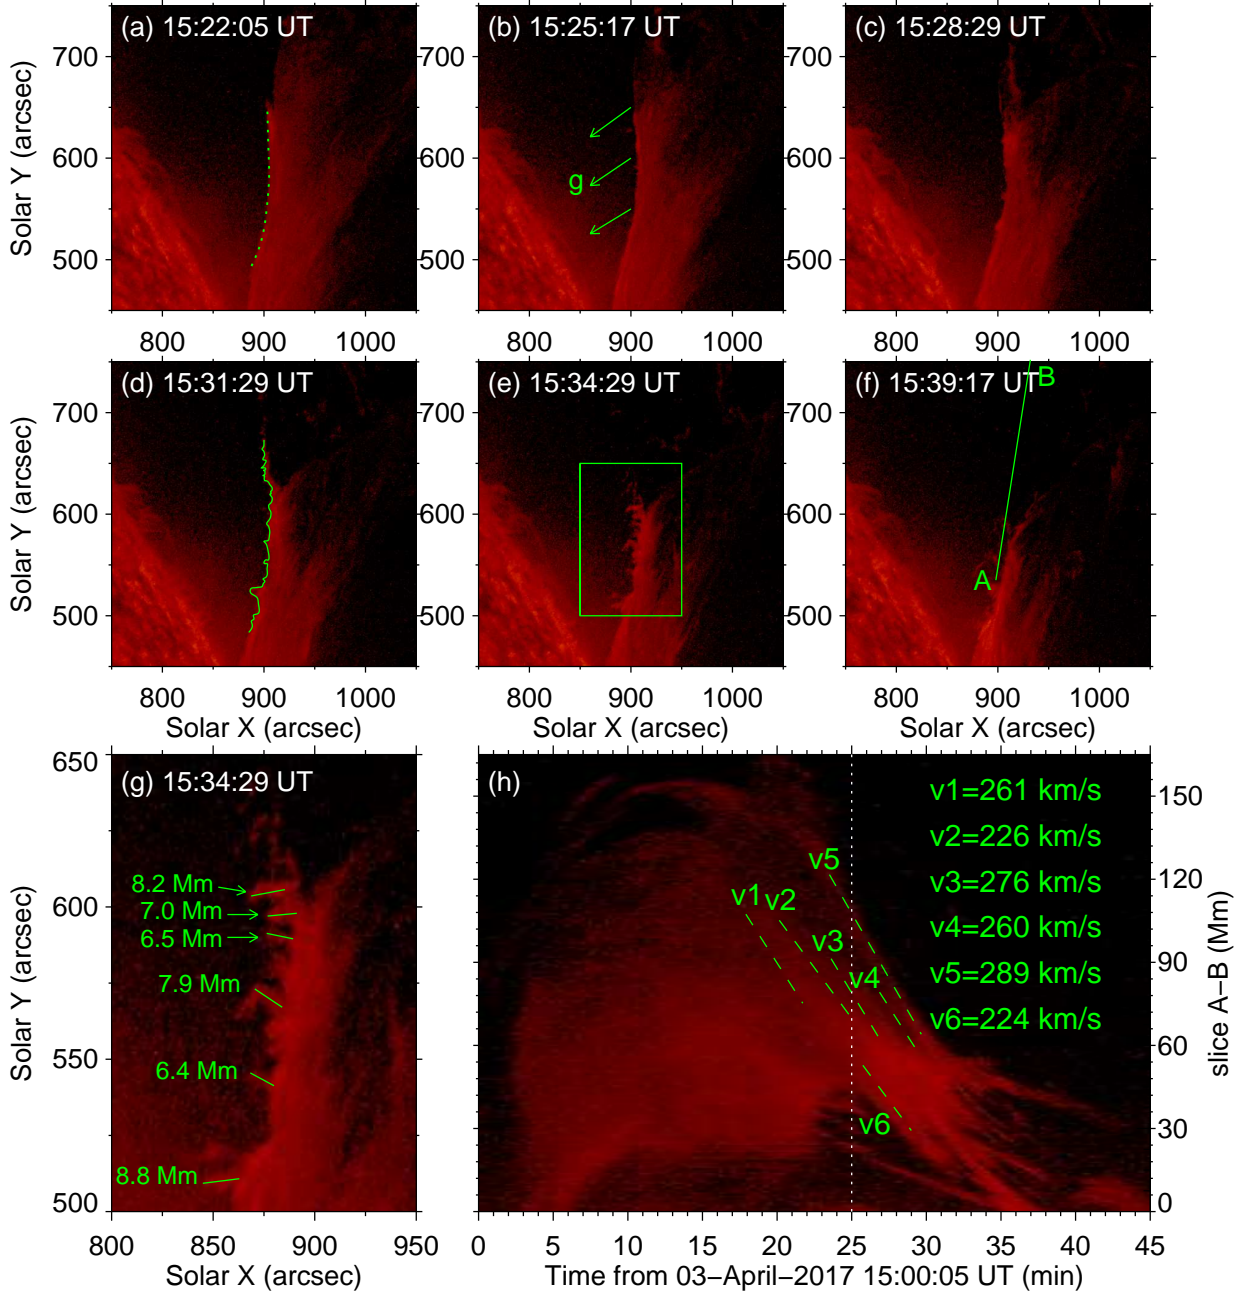 (a) 15:22:05 UT
(b) 15:25:17 UT
(c) 15:28:29 UT
Solar Y (arcsec)
700
600
500
700
600
500
700
600
500
g
800 900 1000
800 900 1000
800 900 1000
(d) 15:31:29 UT
(e) 15:34:29 UT
(f) 15:39:17 UT
B
A
Solar Y (arcsec)
700
600
500
700
600
500
700
600
500
800 900 1000
800 900 1000
800 900 1000
Solar X (arcsec)
Solar X (arcsec)
Solar X (arcsec)
(g) 15:34:29 UT
Solar Y (arcsec)
650
600
550
500
8.2 Mm
7.0 Mm
6.5 Mm
7.9 Mm
6.4 Mm
8.8 Mm
800 850 900 950
Solar X (arcsec)
(h)
v1=261 km/s
v2=226 km/s
v3=276 km/s
v4=260 km/s
v5=289 km/s
v6=224 km/s
v5
v1
v2
v3
v4
v6
150
120
90
60
30
0
slice A−B (Mm)
0 5 10 15 20 25 30 35 40 45
Time from 03−April−2017 15:00:05 UT (min)